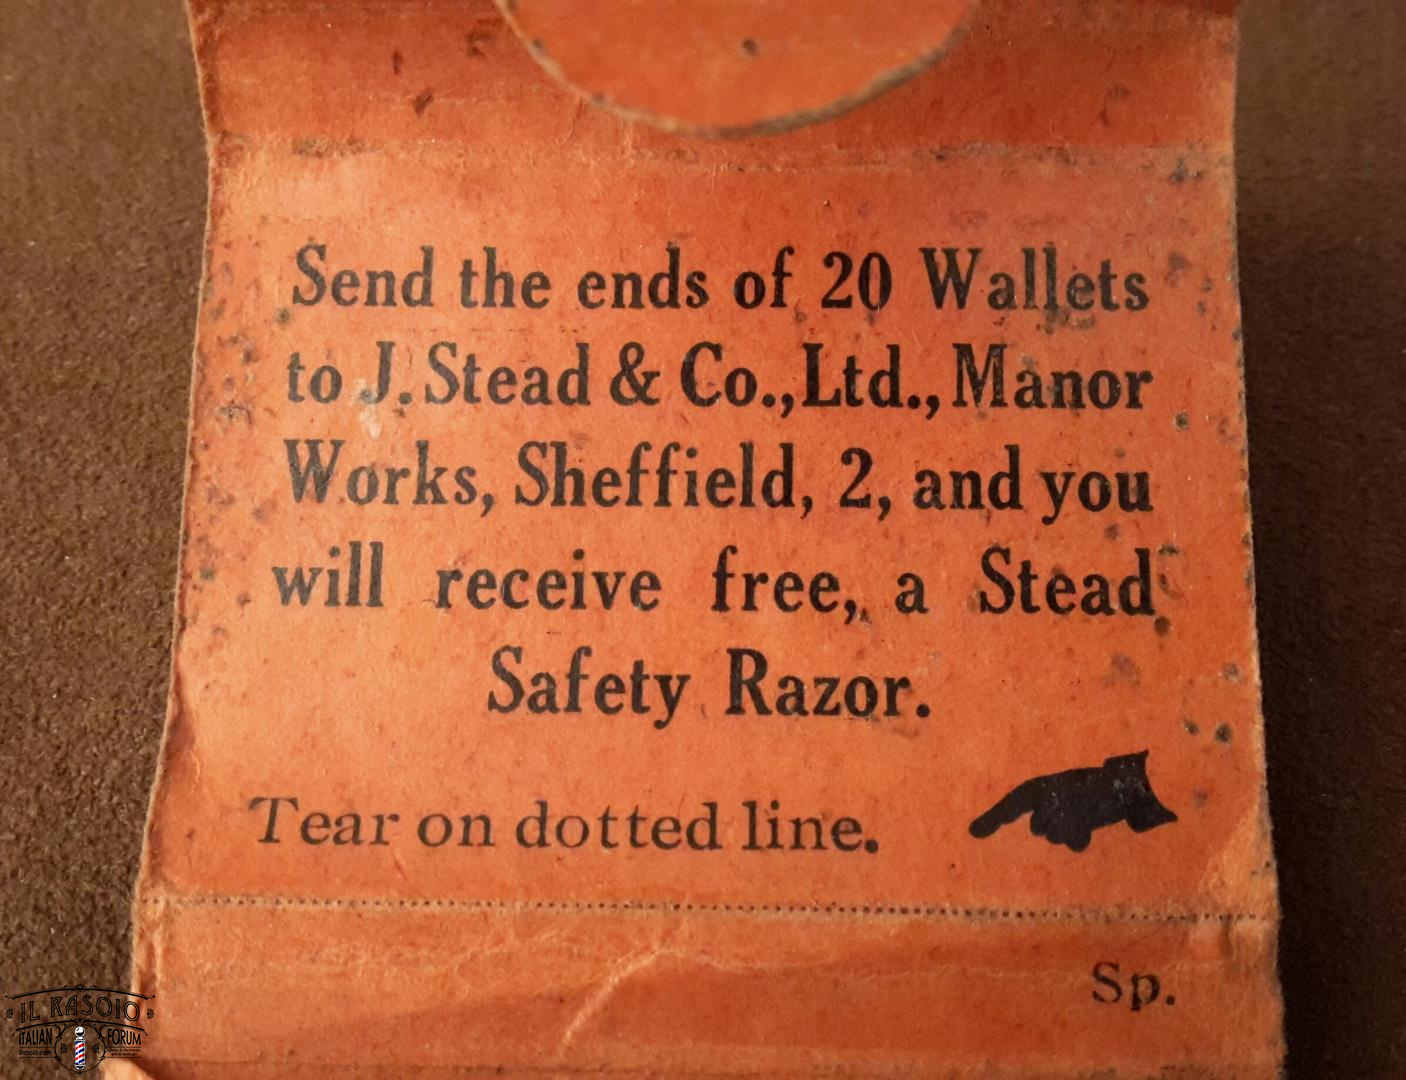 Send the ends of 20 Wallets
to J. Stead & Co., Ltd., Manor
Works, Sheffield, 2, and you
will receive free, a Stead
Safety Razor.
Tear on dotted line.
Sp.
IL RASOIO
ITALIAN FORUM